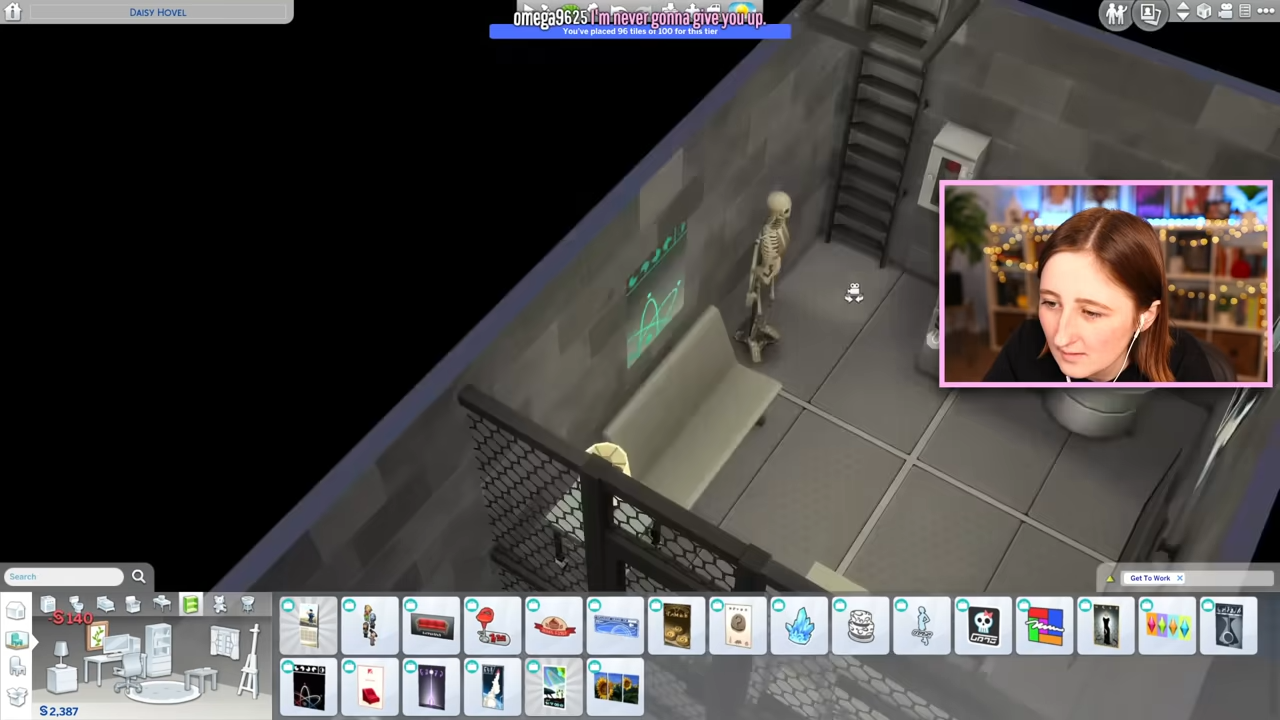 DAISY HOVEL
omega9625 I'm never gonna give you up.
You've placed 96 tiles of 100 for this tier
Search
Get To Work
-$140
$2,387